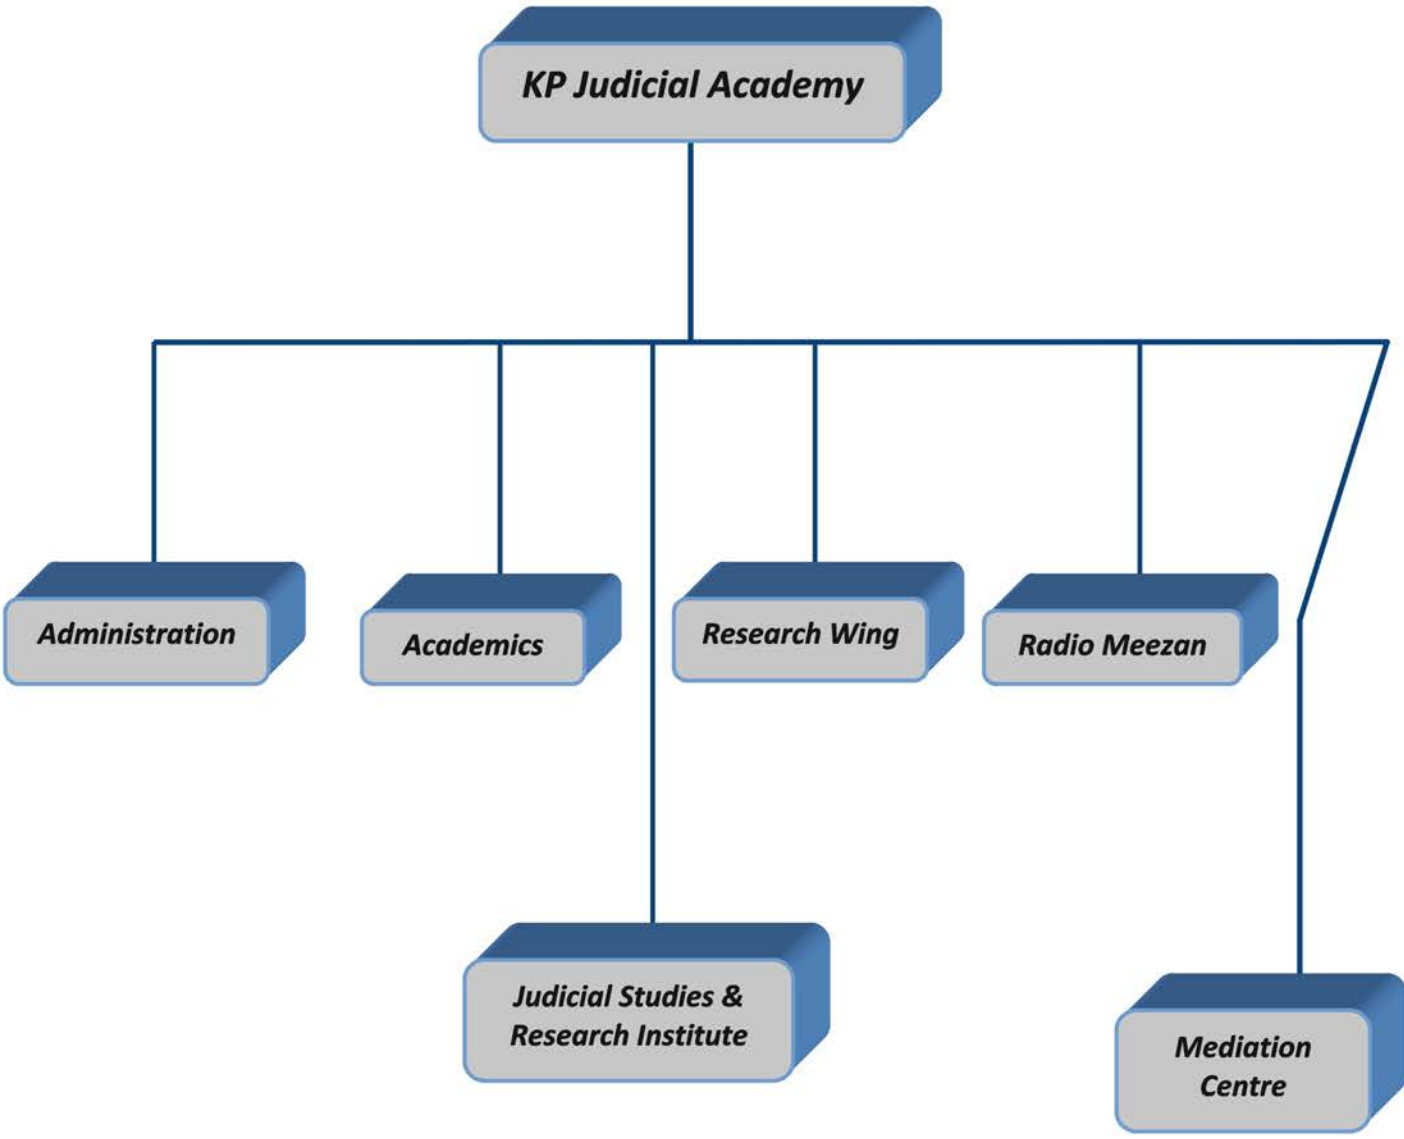 KP Judicial Academy
Administration
Academics
Research Wing
Radio Meezan
Judicial Studies &
Research Institute
Mediation
Centre